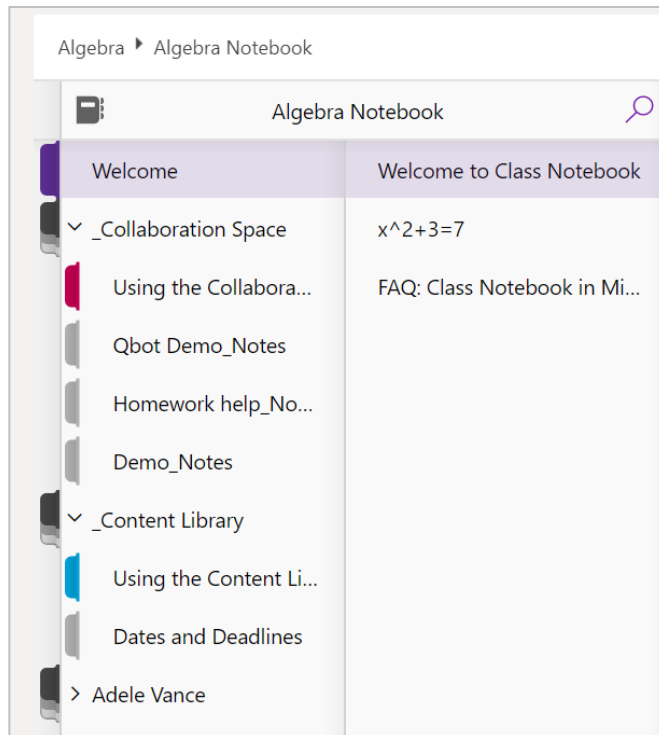 Algebra Algebra Notebook
Algebra Notebook
Welcome
_Collaboration Space
Using the Collabora...
Qbot Demo_Notes
Homework help_No...
Demo_Notes
_Content Library
Using the Content Li...
Dates and Deadlines
Adele Vance
Welcome to Class Notebook
x^2+3=7
FAQ: Class Notebook in Mi...